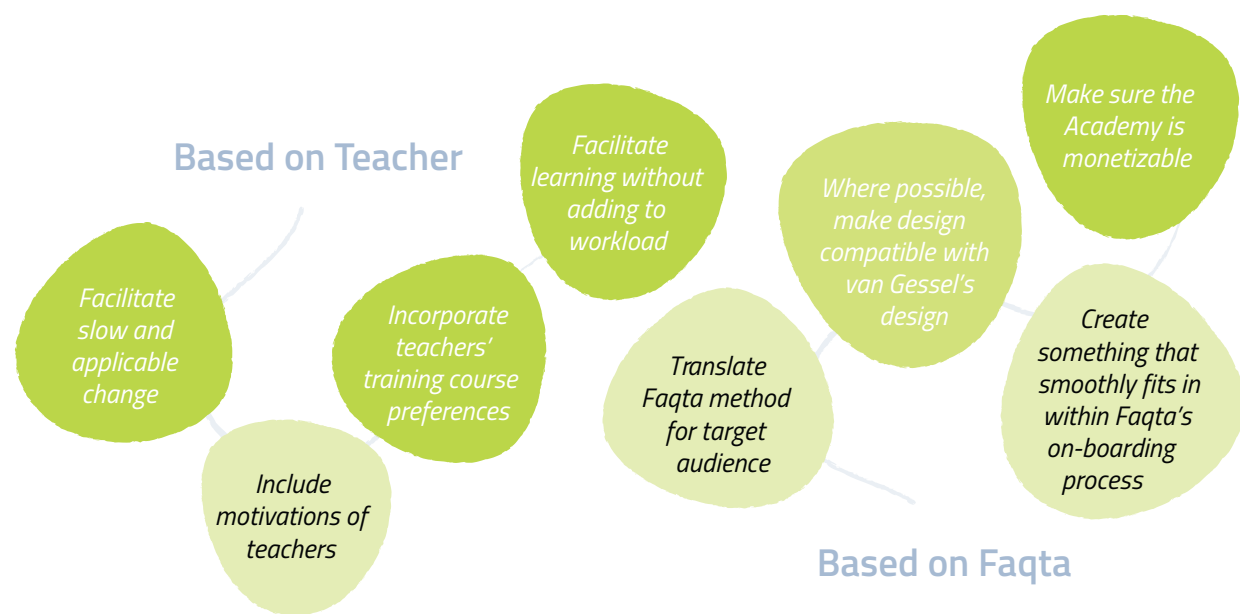 Based on Teacher
Facilitate
slow and
applicable
change
Include
motivations of
teachers
Incorporate
teachers’
training course
preferences
Facilitate
learning without
adding to
workload
Based on Faqta
Translate
Faqta method
for target
audience
Where possible,
make design
compatible with
van Gessel’s
design
Create
something that
smoothly fits in
within Faqta’s
on-boarding
process
Make sure the
Academy is
monetizable